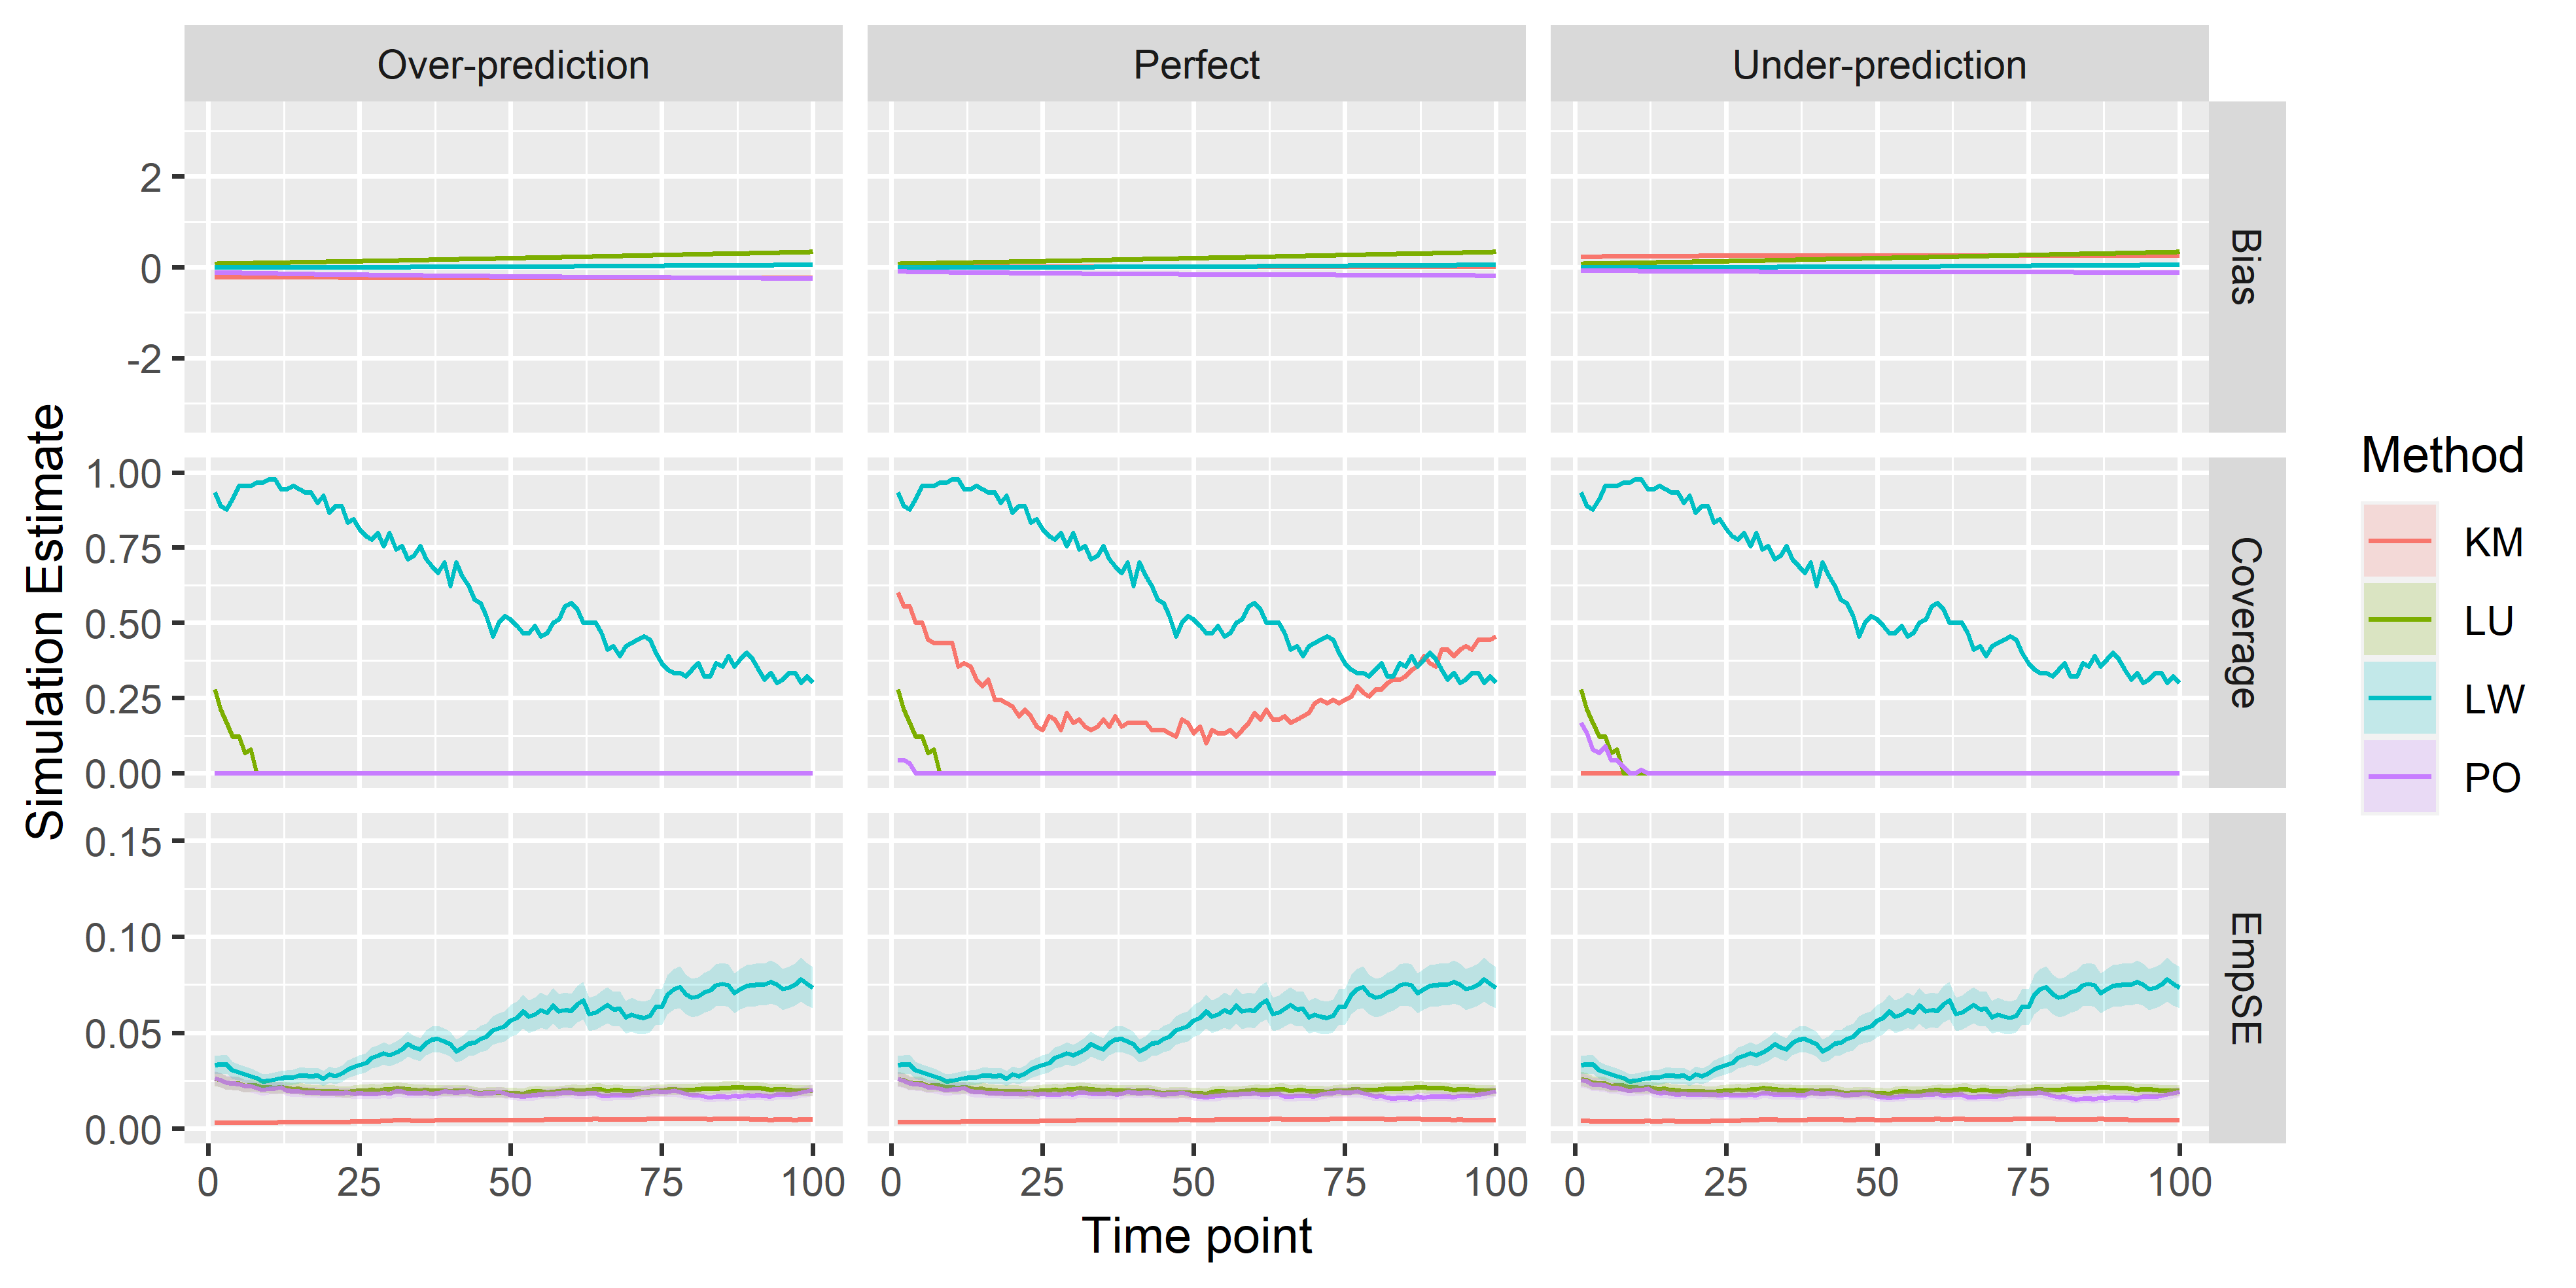 Over-prediction
Perfect
Under-prediction
2
0
-2
Bias
1.00
0.75
0.50
0.25
0.00
Coverage
0.15
0.10
0.05
0.00
EmpSE
0 25 50 75 100
0 25 50 75 100
0 25 50 75 100
Time point
Simulation Estimate
Method
KM
LU
LW
PO